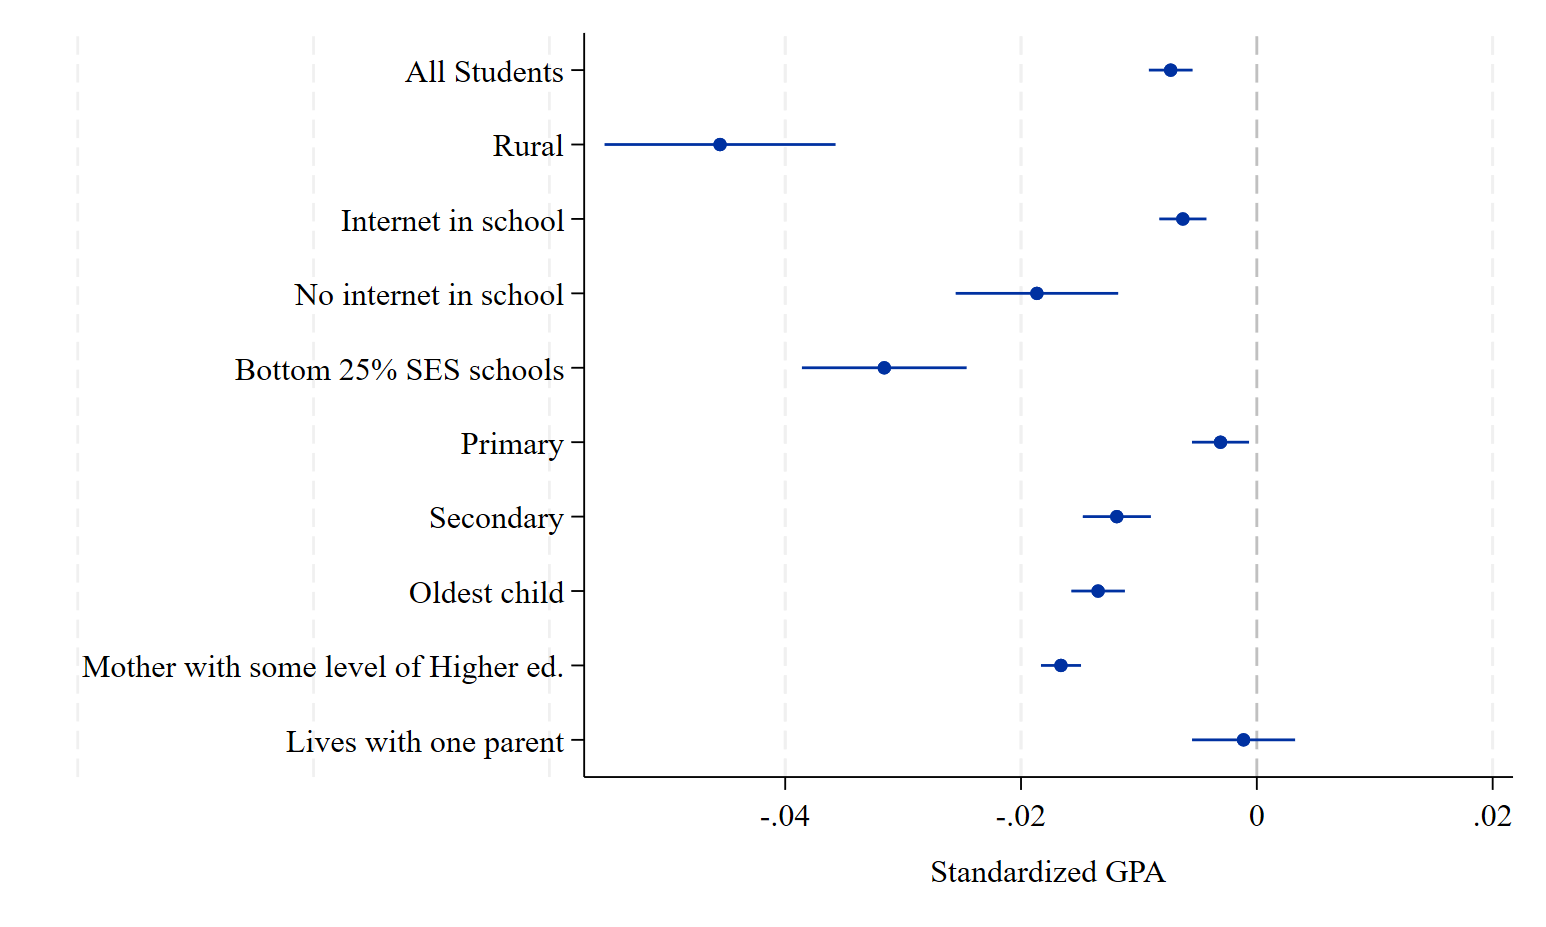 All Students
Rural
Internet in school
No internet in school
Bottom 25% SES schools
Primary
Secondary
Oldest child
Mother with some level of Higher ed.
Lives with one parent
-.04 -.02 0 .02
Standardized GPA